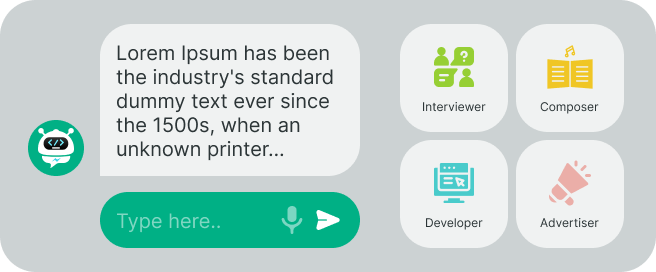 Lorem Ipsum has been
the industry's standard
dummy text ever since
the 1500s, when an
unknown printer...
Type here..
Interviewer
Composer
Developer
Advertiser